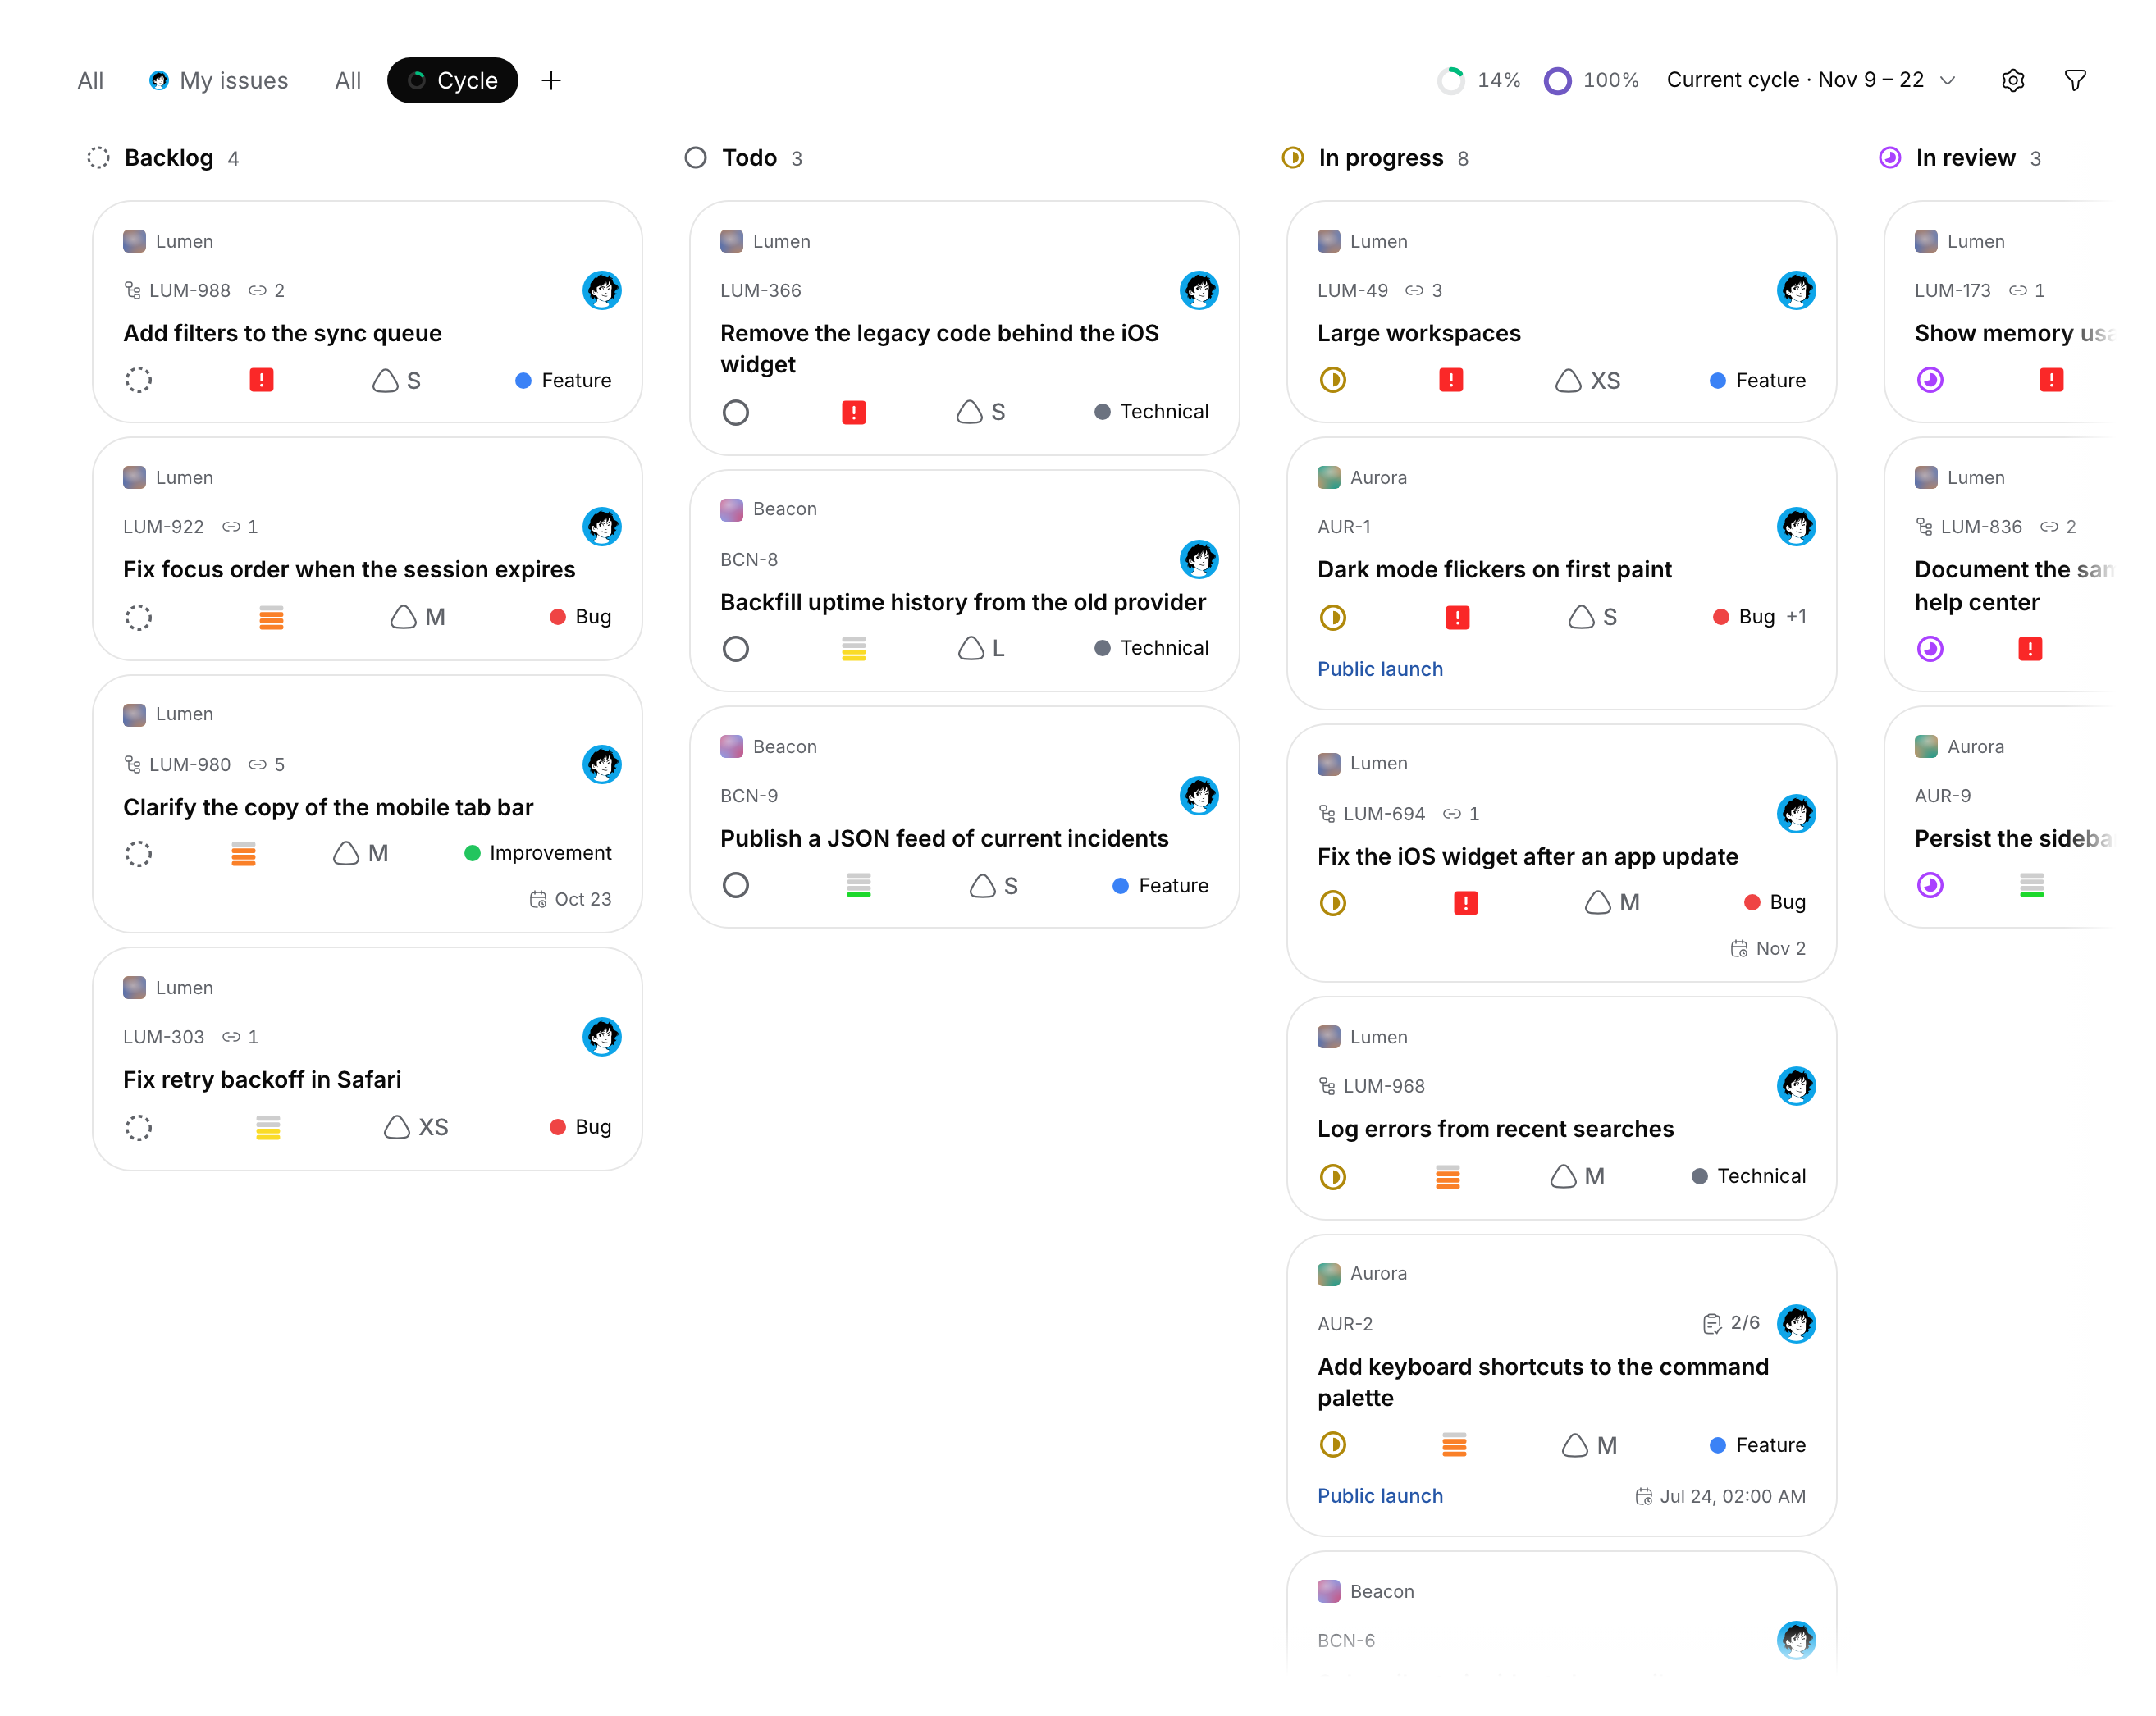 All My issues All Cycle
14% 100% Current cycle · Nov 9 – 22
Backlog 4
Lumen
LUM-988 2
Add filters to the sync queue
S Feature
Lumen
LUM-922 1
Fix focus order when the session expires
M Bug
Lumen
LUM-980 5
Clarify the copy of the mobile tab bar
M Improvement
Oct 23
Lumen
LUM-303 1
Fix retry backoff in Safari
XS Bug
Todo 3
Lumen
LUM-366
Remove the legacy code behind the iOS
widget
S Technical
Beacon
BCN-8
Backfill uptime history from the old provider
L Technical
Beacon
BCN-9
Publish a JSON feed of current incidents
S Feature
In progress 8
Lumen
LUM-49 3
Large workspaces
XS Feature
Aurora
AUR-1
Dark mode flickers on first paint
S Bug +1
Public launch
Lumen
LUM-694 1
Fix the iOS widget after an app update
M Bug
Nov 2
Lumen
LUM-968
Log errors from recent searches
M Technical
Aurora
AUR-2 2/6
Add keyboard shortcuts to the command
palette
M Feature
Public launch Jul 24, 02:00 AM
Beacon
BCN-6
In review 3
Lumen
LUM-173 1
Show memory
Lumen
LUM-836 2
Document the
help center
Aurora
AUR-9
Persist the